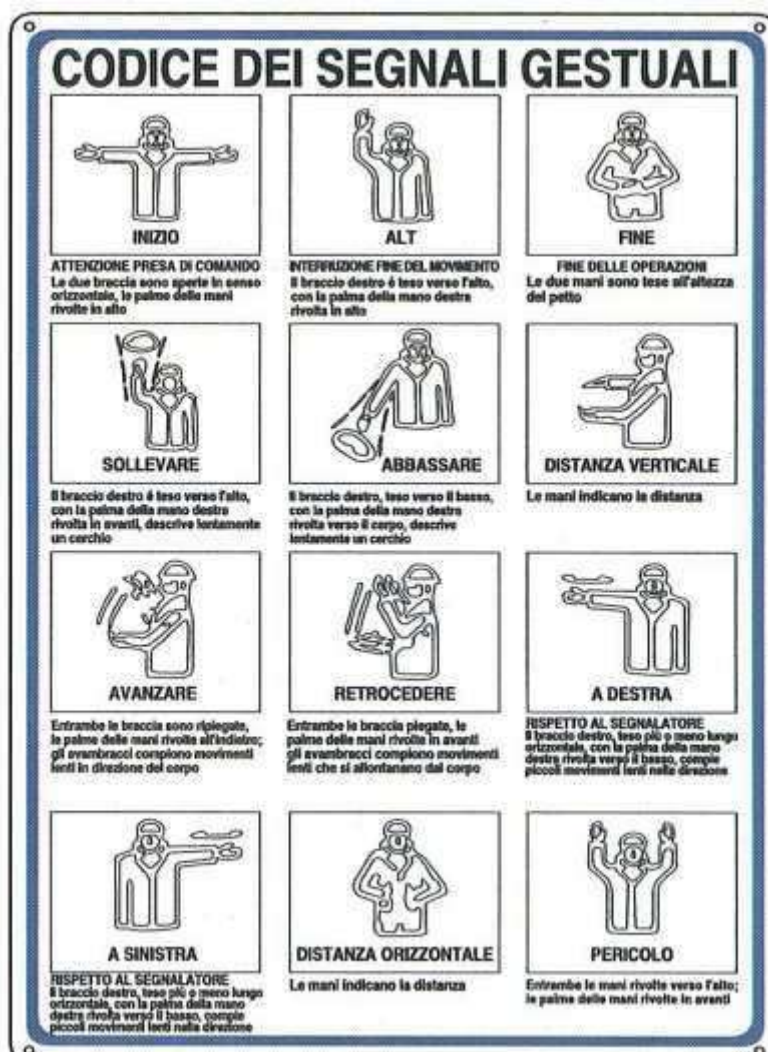 CODICE DEI SEGNALI GESTUALI
INIZIO
ATTENZIONE PRESA DI COMANDO
Le due braccia sono aperte in senso
orizzontale, le palme delle mani
rivolte in alto
ALT
INTERRUZIONE FINE DEL MOVIMENTO
Il braccio destro é teso verso l'alto,
con la palma della mano destra
rivolta in alto
FINE
FINE DELLE OPERAZIONI
Le due mani sono tese all'altezza
del petto
SOLLEVARE
Il braccio destro é teso verso l'alto,
con la palma della mano destra
rivolta in avanti, descrive lentamente
un cerchio
ABBASSARE
Il braccio destro, teso verso il basso,
con la palma della mano destra
rivolta verso il corpo, descrive
lentamente un cerchio
DISTANZA VERTICALE
Le mani indicano la distanza
AVANZARE
Entrambe le braccia sono ripiegate,
le palme delle mani rivolte all'indietro;
gli avambracci compiono movimenti
lenti in direzione del corpo
RETROCEDERE
Entrambe le braccia piegate, le
palme delle mani rivolte in avanti
gli avambracci compiono movimenti
lenti che si allontanano dal corpo
A DESTRA
RISPETTO AL SEGNALATORE
Il braccio destro, teso più o meno lungo
orizzontale, con la palma della mano
destra rivolta verso il basso, compie
piccoli movimenti lenti nella direzione
A SINISTRA
RISPETTO AL SEGNALATORE
Il braccio destro, teso più o meno lungo
orizzontale, con la palma della mano
destra rivolta verso il basso, compie
piccoli movimenti lenti nella direzione
DISTANZA ORIZZONTALE
Le mani indicano la distanza
PERICOLO
Entrambe le mani rivolte verso l'alto;
le palme delle mani rivolte in avanti